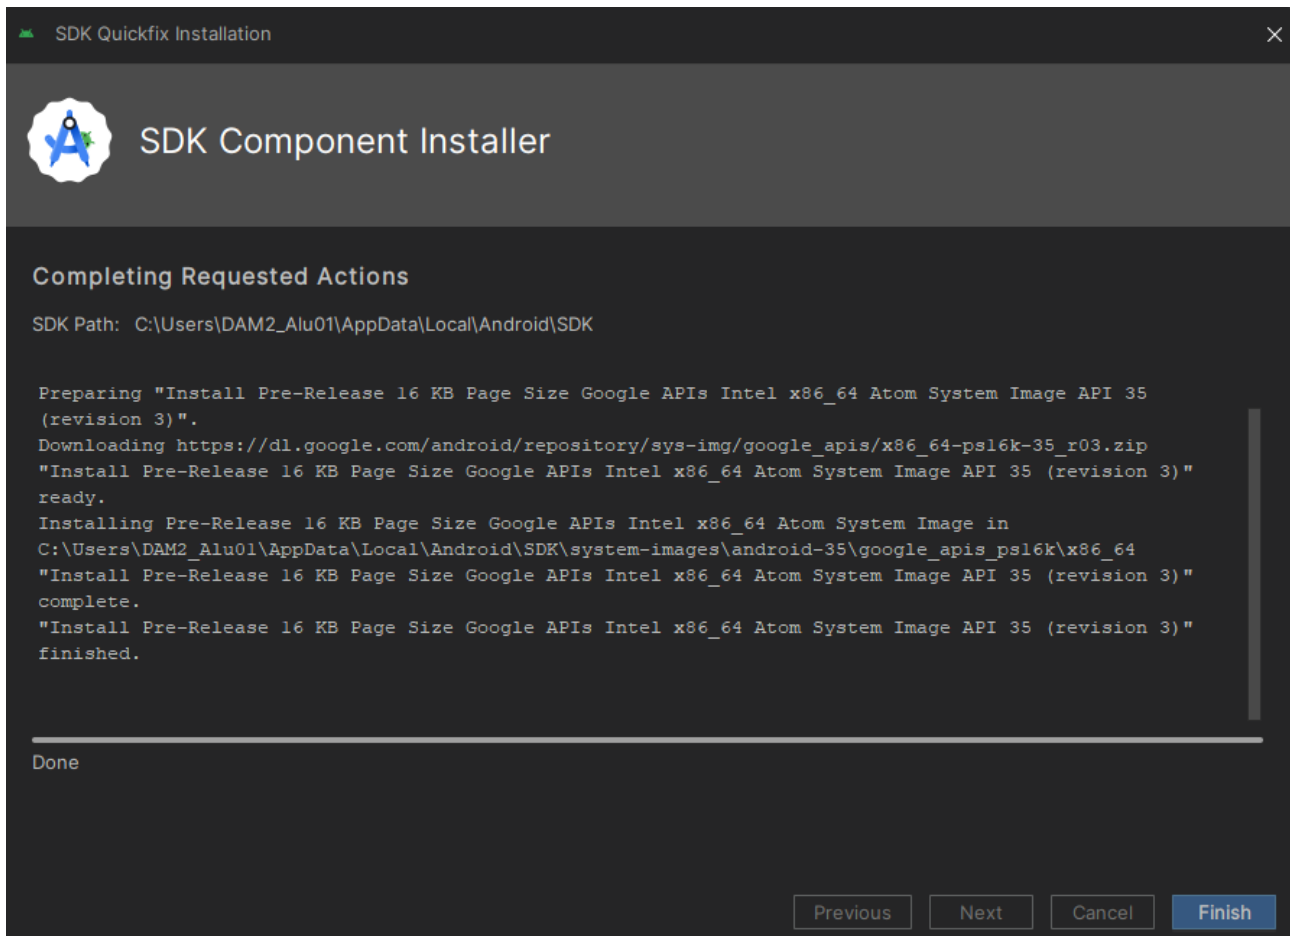 SDK Quickfix Installation
SDK Component Installer
Completing Requested Actions
SDK Path: C:\Users\DAM2_Alu01\AppData\Local\Android\SDK
Preparing "Install Pre-Release 16 KB Page Size Google APIs Intel x86_64 Atom System Image API 35
(revision 3)".
Downloading https://dl.google.com/android/repository/sys-img/google_apis/x86_64-ps16k-35_r03.zip
"Install Pre-Release 16 KB Page Size Google APIs Intel x86_64 Atom System Image API 35 (revision 3)"
ready.
Installing Pre-Release 16 KB Page Size Google APIs Intel x86_64 Atom System Image in
C:\Users\DAM2_Alu01\AppData\Local\Android\SDK\system-images\android-35\google_apis_ps16k\x86_64
"Install Pre-Release 16 KB Page Size Google APIs Intel x86_64 Atom System Image API 35 (revision 3)"
complete.
"Install Pre-Release 16 KB Page Size Google APIs Intel x86_64 Atom System Image API 35 (revision 3)"
finished.
Done
Previous Next Cancel Finish